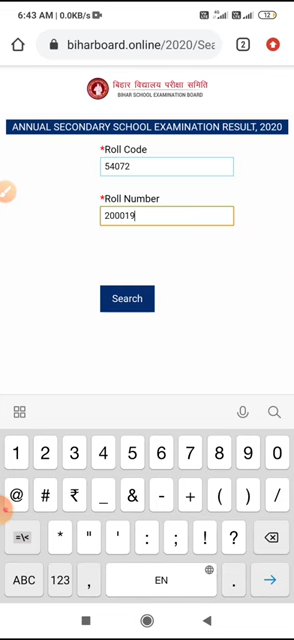 6:43 AM | 0.0KB/s
4G
12
biharboard.online/2020/Sea
2
बिहार विद्यालय परीक्षा समिति
BIHAR SCHOOL EXAMINATION BOARD
ANNUAL SECONDARY SCHOOL EXAMINATION RESULT, 2020
*Roll Code
54072
*Roll Number
200019
Search
1 2 3 4 5 6 7 8 9 0
@ # ₹ _ & - + ( ) /
=\< * " ' : ; ! ?
ABC 123 , EN .